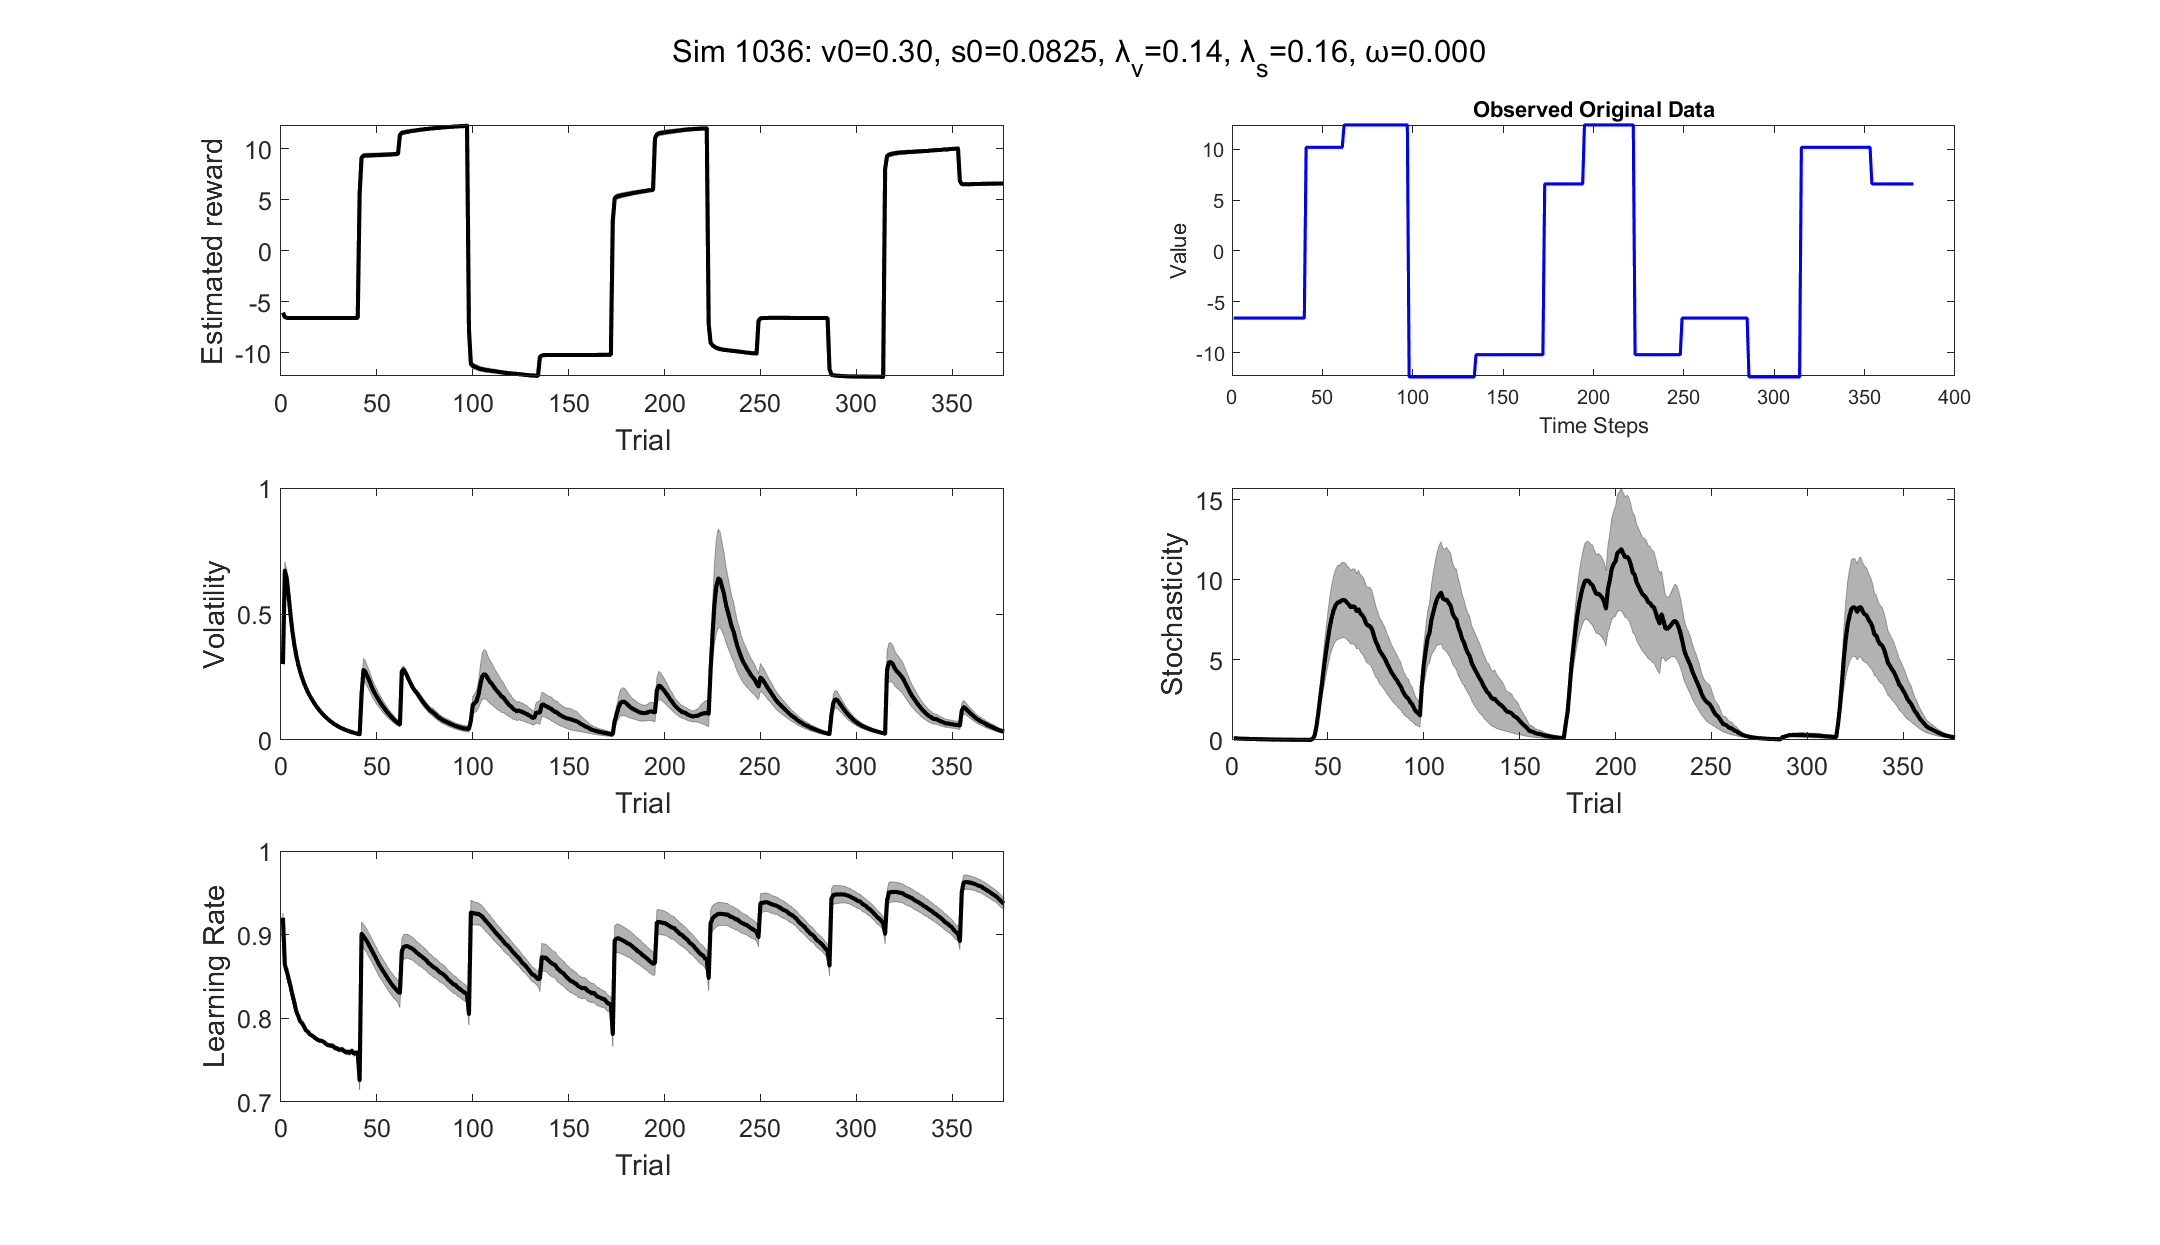 Sim 1036: v0=0.30, s0=0.0825, λv=0.14, λs=0.16, ω=0.000
Estimated reward
10
5
0
-5
-10
0 50 100 150 200 250 300 350
Trial
Observed Original Data
Value
10
5
0
-5
-10
0 50 100 150 200 250 300 350 400
Time Steps
Volatility
1
0.5
0
0 50 100 150 200 250 300 350
Trial
Stochasticity
15
10
5
0
0 50 100 150 200 250 300 350
Trial
Learning Rate
1
0.9
0.8
0.7
0 50 100 150 200 250 300 350
Trial